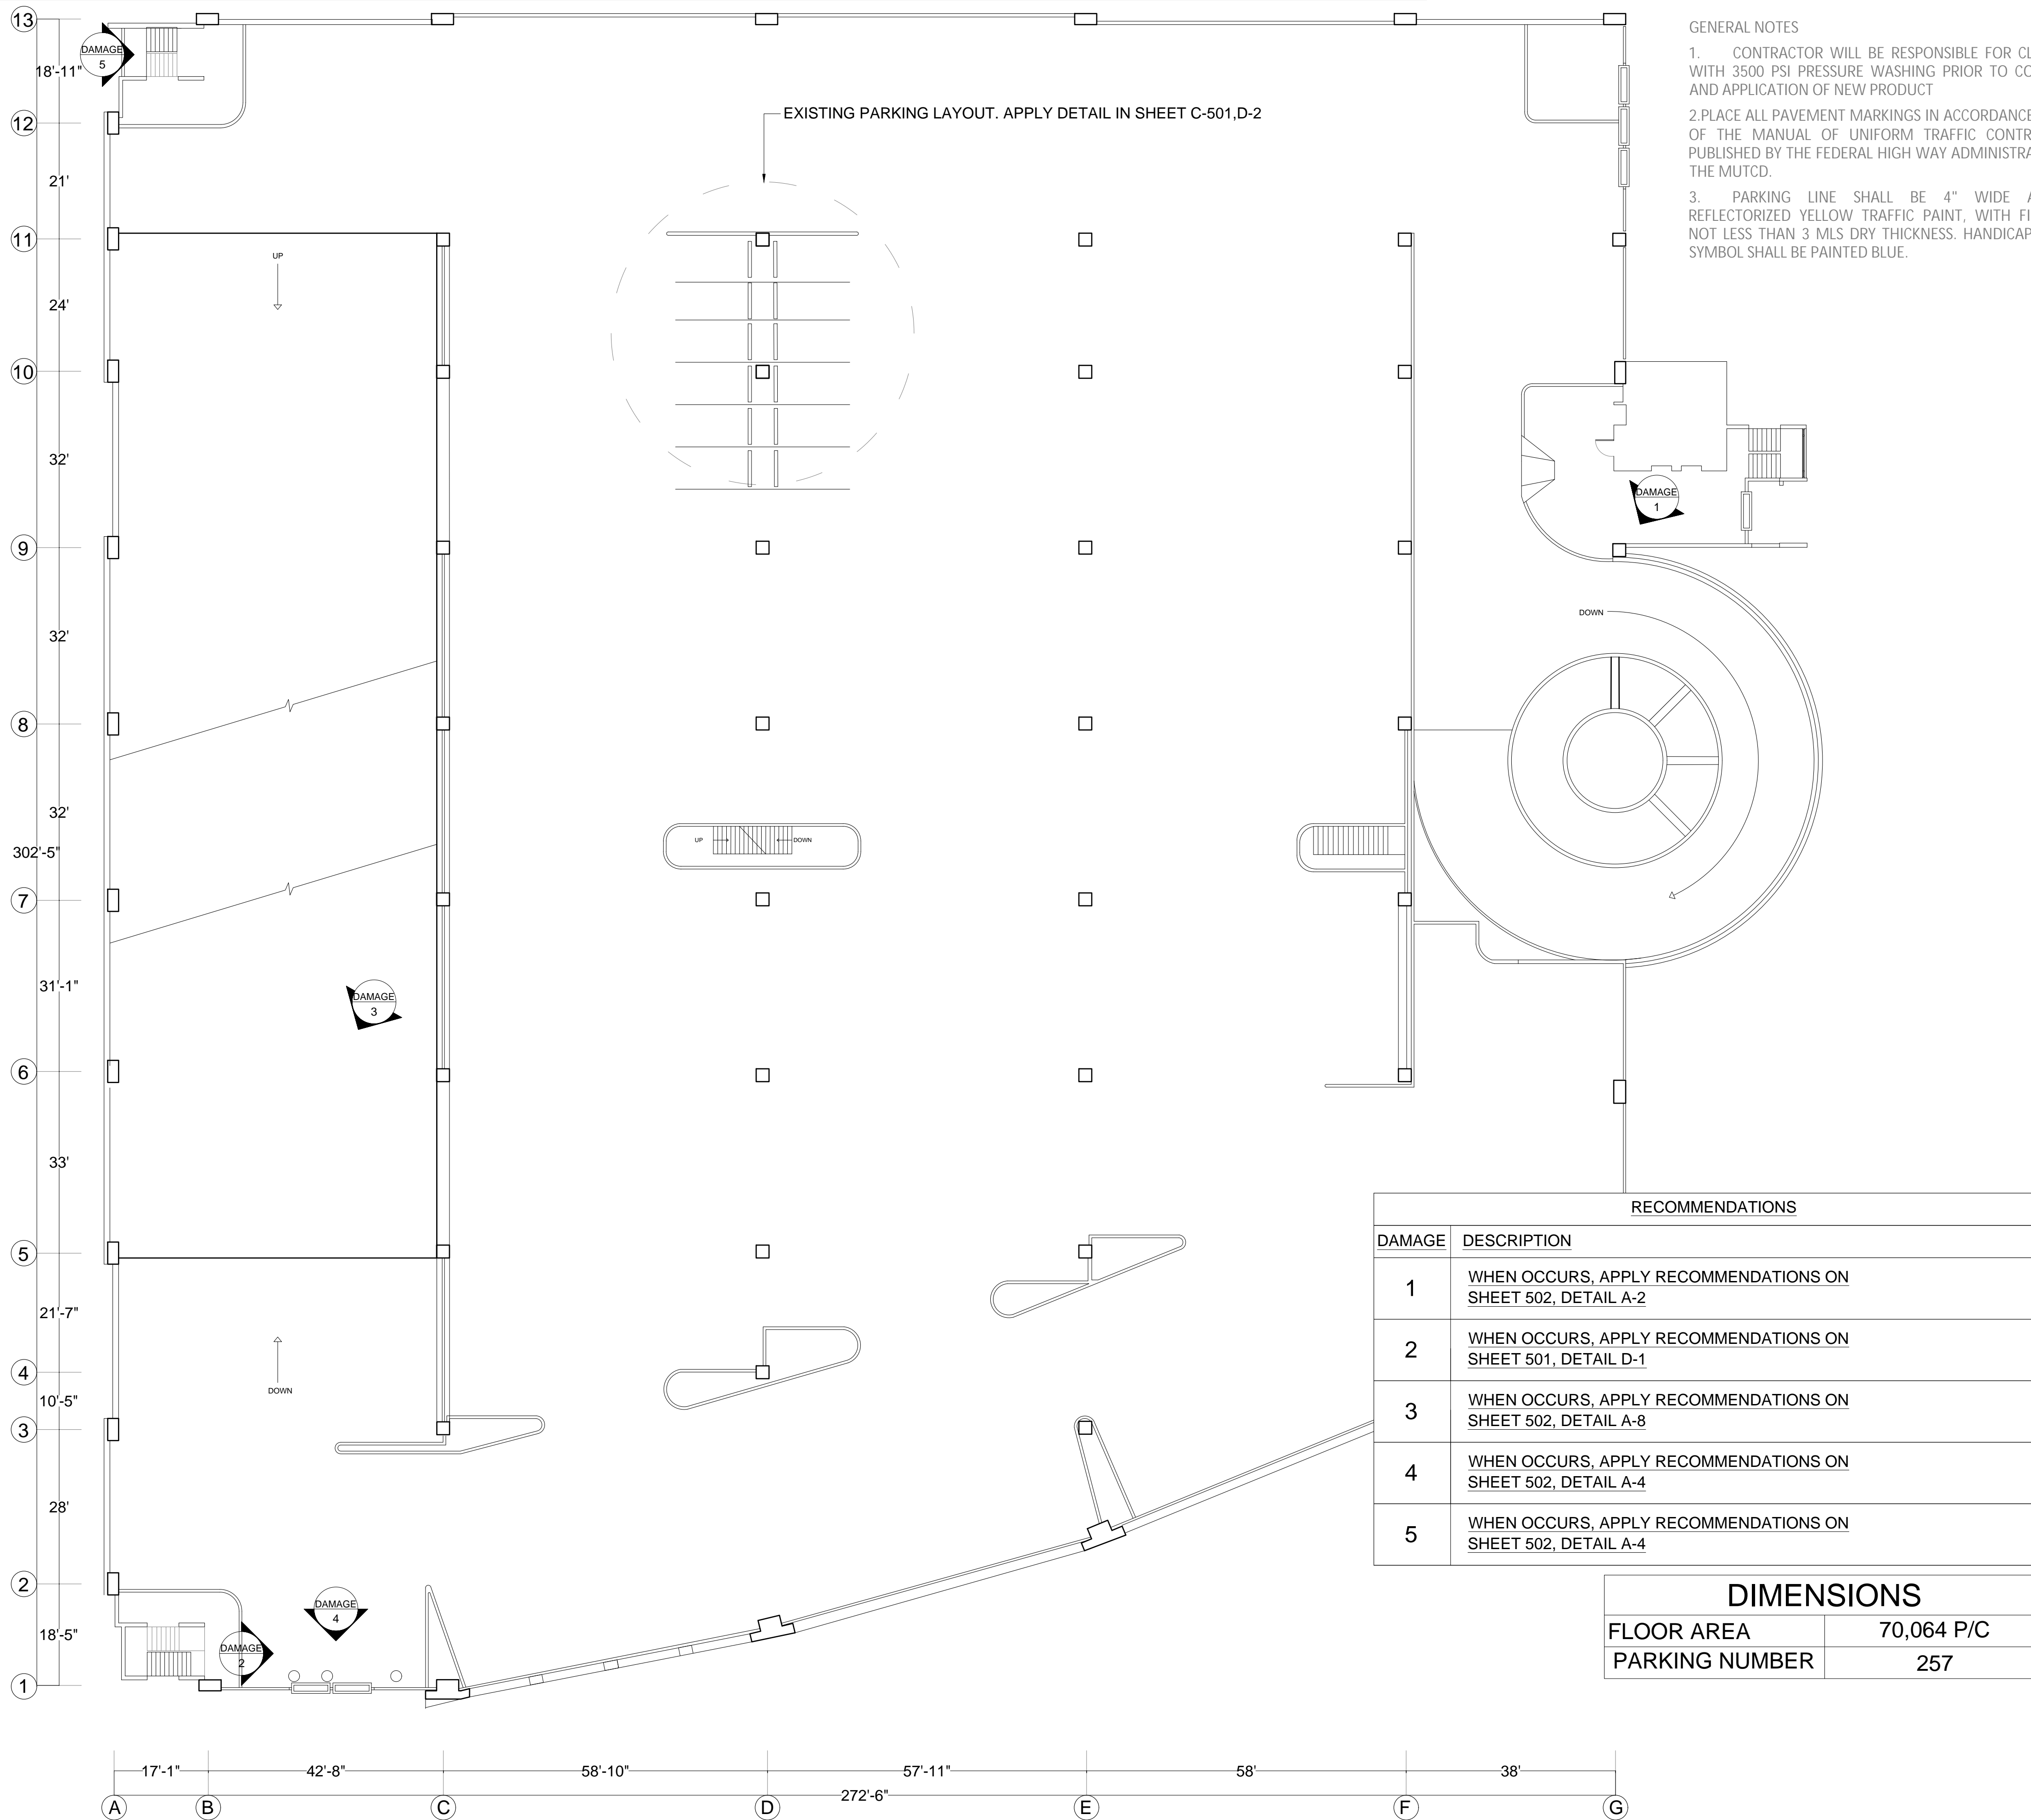 GENERAL NOTES
1. CONTRACTOR WILL BE RESPONSIBLE FOR
WITH 3500 PSI PRESSURE WASHING PRIOR TO
AND APPLICATION OF NEW PRODUCT
2.PLACE ALL PAVEMENT MARKINGS IN ACCORDANCE
OF THE MANUAL OF UNIFORM TRAFFIC
PUBLISHED BY THE FEDERAL HIGH WAY
THE MUTCD.
3. PARKING LINE SHALL BE 4" WIDE
REFLECTORIZED YELLOW TRAFFIC PAINT, WITH
NOT LESS THAN 3 MLS DRY THICKNESS.
SYMBOL SHALL BE PAINTED BLUE.
EXISTING PARKING LAYOUT. APPLY DETAIL IN SHEET C-501,D-2
13
DAMAGE
5
18'-11"
12
21'
11
UP
24'
10
32'
DAMAGE
1
9
DOWN
32'
8
32'
UP
DOWN
302'-5"
7
31'-1"
DAMAGE
3
6
33'
5
21'-7"
4
DOWN
10'-5"
3
28'
2
DAMAGE
4
18'-5"
DAMAGE
2
1
RECOMMENDATIONS
DAMAGE DESCRIPTION
1 WHEN OCCURS, APPLY RECOMMENDATIONS ON
SHEET 502, DETAIL A-2
2 WHEN OCCURS, APPLY RECOMMENDATIONS ON
SHEET 501, DETAIL D-1
3 WHEN OCCURS, APPLY RECOMMENDATIONS ON
SHEET 502, DETAIL A-8
4 WHEN OCCURS, APPLY RECOMMENDATIONS ON
SHEET 502, DETAIL A-4
5 WHEN OCCURS, APPLY RECOMMENDATIONS ON
SHEET 502, DETAIL A-4
DIMENSIONS
FLOOR AREA 70,064 P/C
PARKING NUMBER 257
17'-1" 42'-8" 58'-10" 57'-11" 58' 38'
272'-6"
A B C D E F G